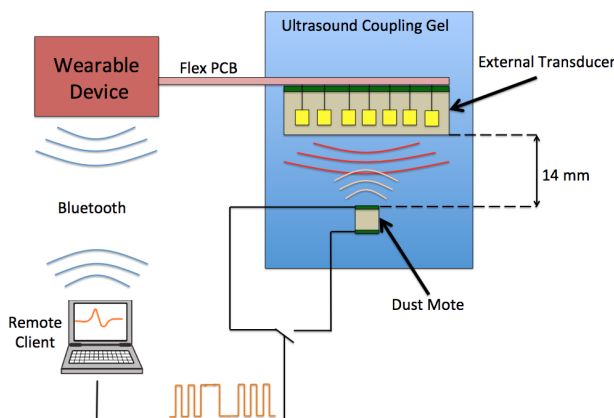 Ultrasound Coupling Gel
Wearable
Device
Flex PCB
External Transducer
14 mm
Bluetooth
Dust Mote
Remote
Client